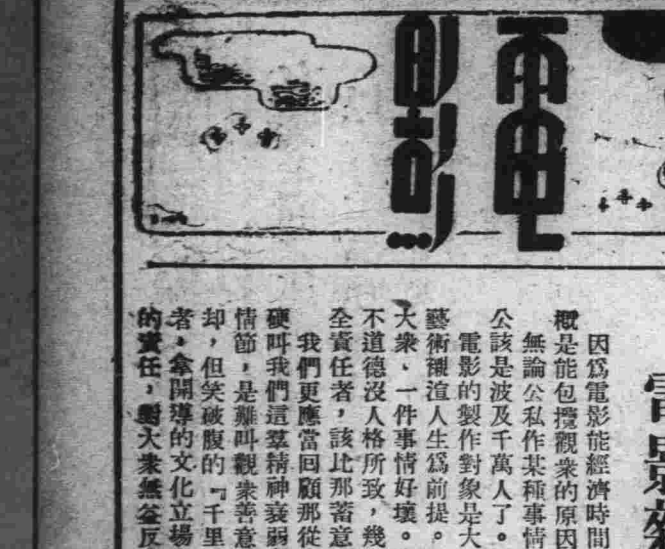 電影
因爲電影能經濟時間
概是能包攬觀衆的原因
無論公私作某種事情
公該是波及千萬人了。
電影的製作對象是大
藝術襯渲人生爲前提。
大衆、一件事情好壞。
不道德沒人格所致，幾
全責任者，該比那蓄意
我們更應當回顧那從
硬叫我們這羣精神衰弱
情節，是難叫觀衆善意
却，但笑破腹的『千里
者，拿開導的文化立場
的責任，對大衆無益反